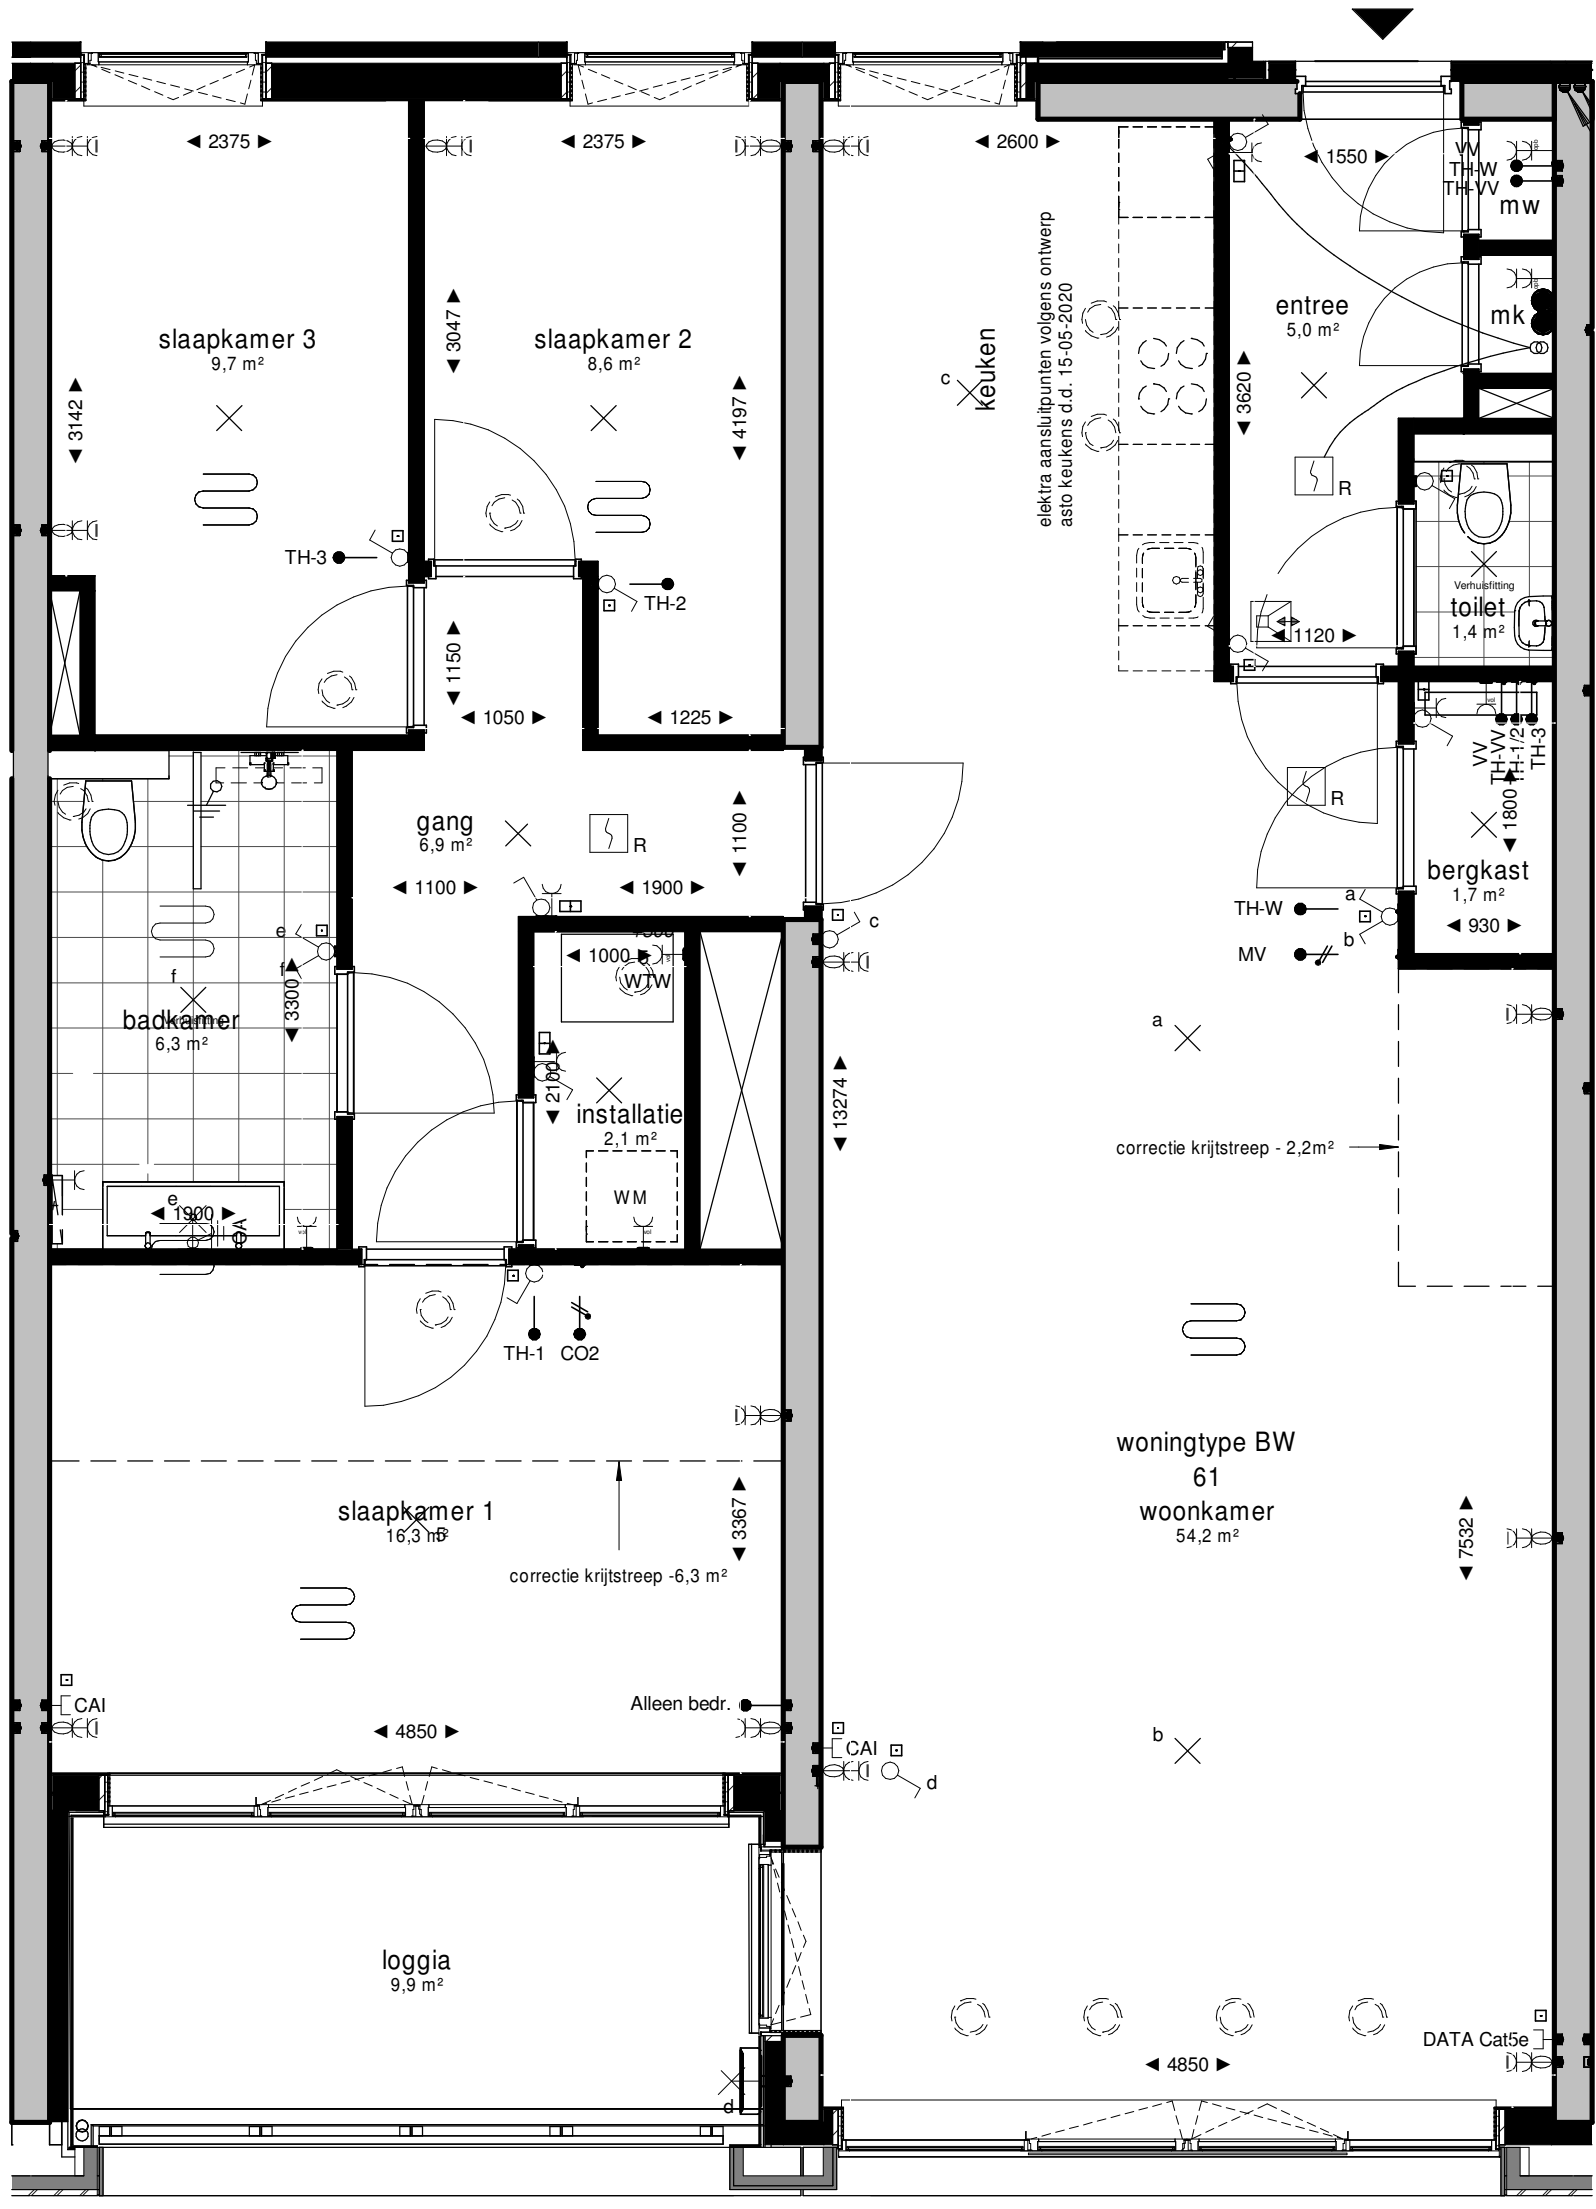 2375
2375
2600
1550
VV
TH-W
TH-VV
mw
slaapkamer 3
9,7 m²
3142
3047
slaapkamer 2
8,6 m²
4197
c
keuken
elektra aansluitpunten volgens ontwerp
asto keukens d.d. 15-05-2020
entree
5,0 m²
3620
mk
R
TH-3
TH-2
Verhuisfitting
toilet
1,4 m²
1120
1150
1050
1225
VV
TH-VV
TH-1/2
TH-3
1800
R
bergkast
1,7 m²
930
gang
6,9 m²
R
1100
1100
1900
c
TH-W
a
b
MV
e
f
f
3300
badkamer
6,3 m²
1000
WTW
2100
installatie
2,1 m²
WM
a
13274
correctie krijtstreep - 2,2m²
e
1900
TH-1
CO2
slaapkamer 1
16,3 m²
3367
correctie krijtstreep -6,3 m²
woningtype BW
61
woonkamer
54,2 m²
7532
CAI
Alleen bedr.
4850
CAI
d
b
loggia
9,9 m²
d
DATA Cat5e
4850